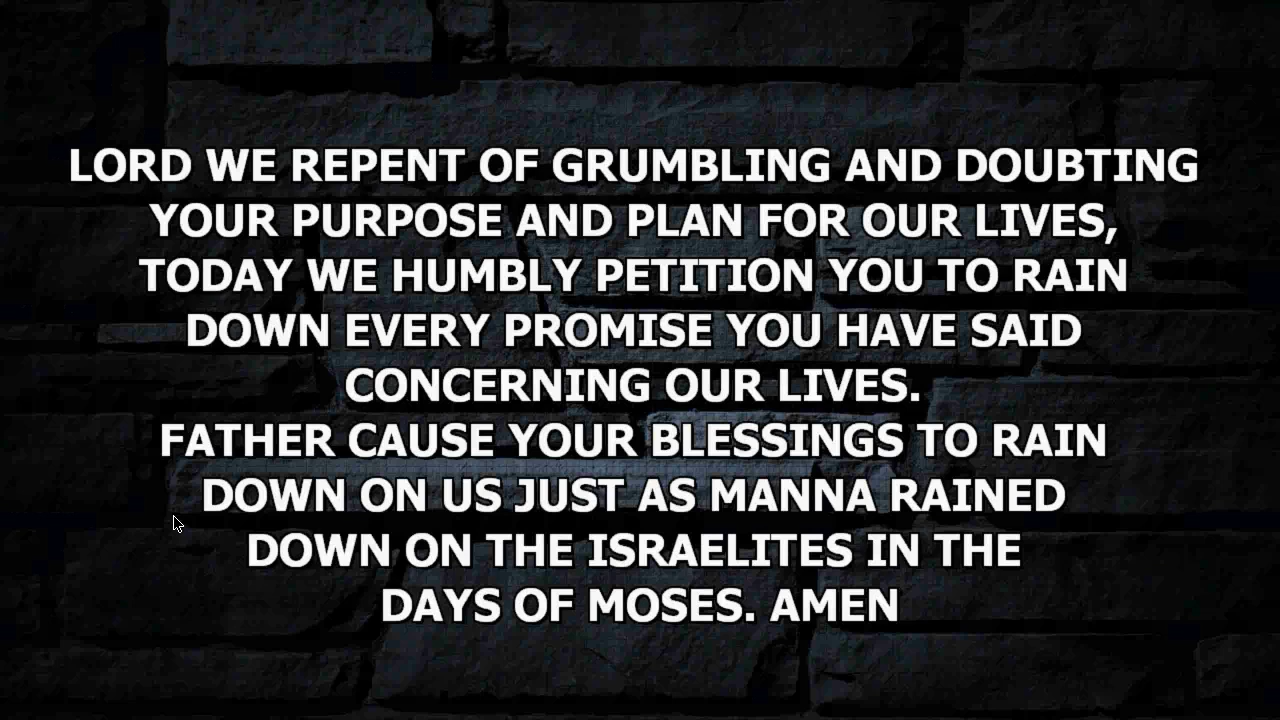 LORD WE REPENT OF GRUMBLING AND DOUBTING
YOUR PURPOSE AND PLAN FOR OUR LIVES,
TODAY WE HUMBLY PETITION YOU TO RAIN
DOWN EVERY PROMISE YOU HAVE SAID
CONCERNING OUR LIVES.
FATHER CAUSE YOUR BLESSINGS TO RAIN
DOWN ON US JUST AS MANNA RAINED
DOWN ON THE ISRAELITES IN THE
DAYS OF MOSES. AMEN